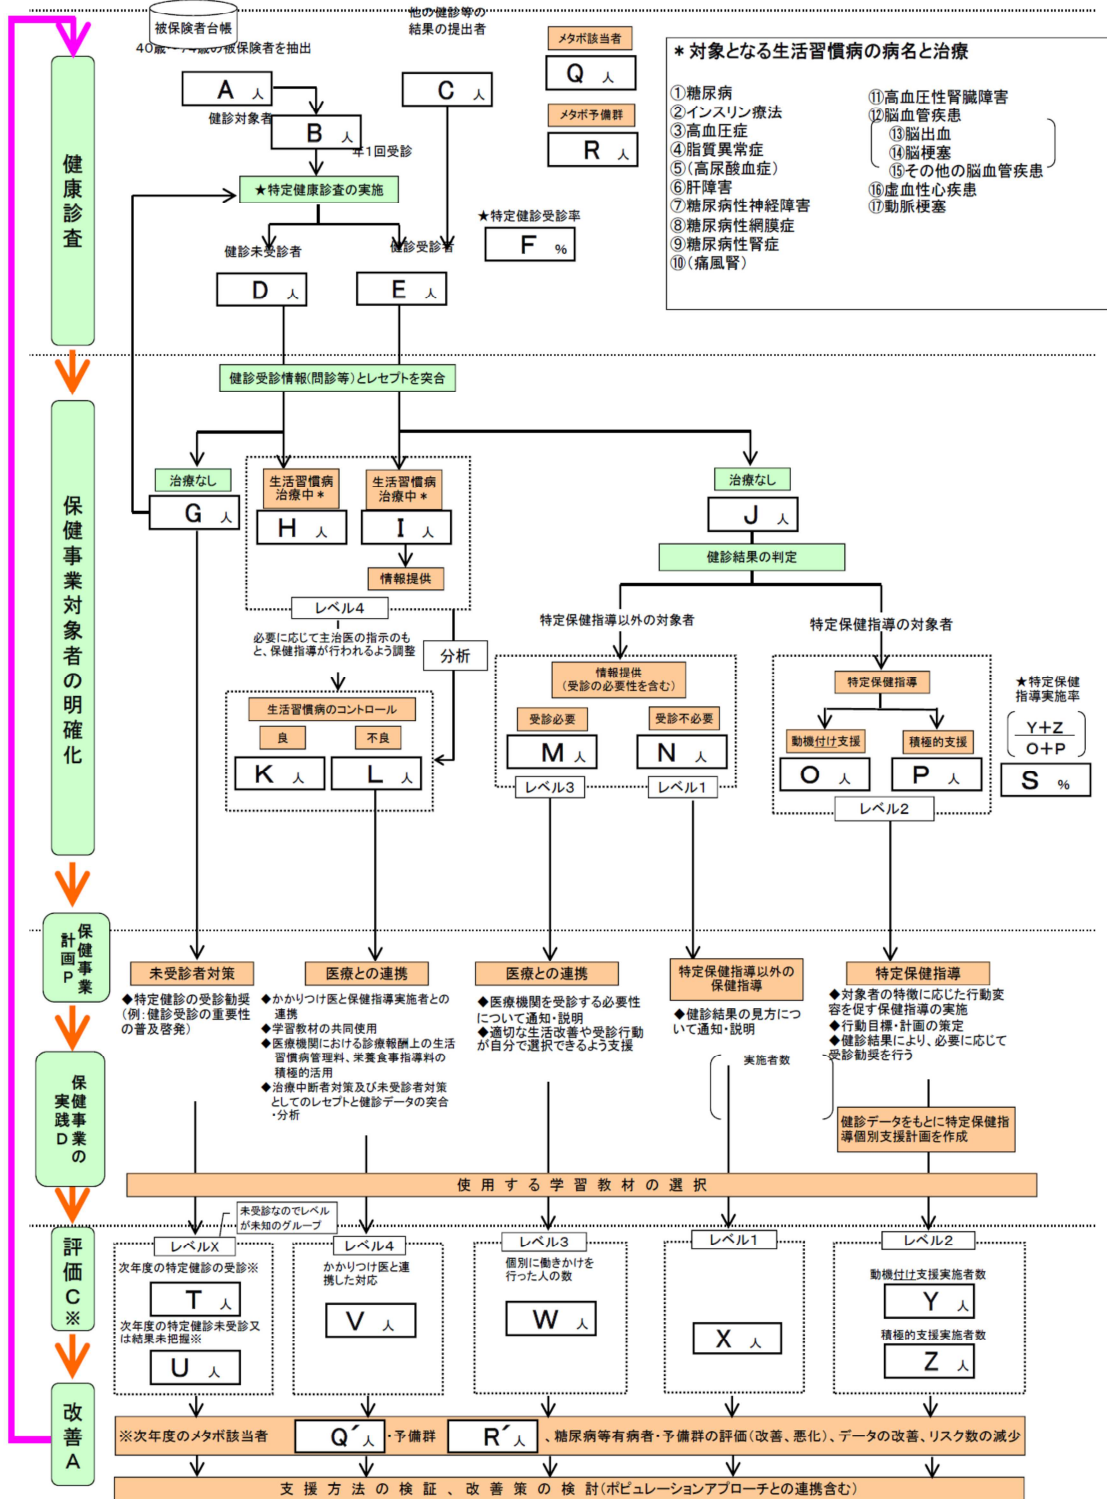 被保険者台帳
40歳～74歳の被保険者を抽出
他の健診等の
結果の提出者
A 人
健診対象者
B 人
年1回受診
C 人
メタボ該当者
Q 人
メタボ予備群
R 人
＊対象となる生活習慣病の病名と治療
①糖尿病
②インスリン療法
③高血圧症
④脂質異常症
⑤(高尿酸血症)
⑥肝障害
⑦糖尿病性神経障害
⑧糖尿病性網膜症
⑨糖尿病性腎症
⑩(痛風腎)
⑪高血圧性腎臓障害
⑫脳血管疾患
⑬脳出血
⑭脳梗塞
⑮その他の脳血管疾患
⑯虚血性心疾患
⑰動脈梗塞
健康診査
★特定健康診査の実施
★特定健診受診率
F %
健診未受診者
D 人
健診受診者
E 人
健診受診情報(問診等)とレセプトを突合
保健事業対象者の明確化
治療なし
G 人
生活習慣病
治療中＊
H 人
生活習慣病
治療中＊
I 人
情報提供
レベル4
治療なし
J 人
健診結果の判定
必要に応じて主治医の指示のも
と、保健指導が行われるよう調整
分析
生活習慣病のコントロール
良
K 人
不良
L 人
特定保健指導以外の対象者
情報提供
(受診の必要性を含む)
受診必要
M 人
レベル3
受診不必要
N 人
レベル1
特定保健指導の対象者
特定保健指導
動機付け支援
O 人
積極的支援
P 人
レベル2
★特定保健
指導実施率
Y+Z
O+P
S %
保健事業
計画P
未受診者対策
◆特定健診の受診勧奨
(例:健診受診の重要性
の普及啓発)
医療との連携
◆かかりつけ医と保健指導実施者との
連携
◆学習教材の共同使用
◆医療機関における診療報酬上の生活
習慣病管理料、栄養食事指導料の
積極的活用
◆治療中断者対策及び未受診者対策
としてのレセプトと健診データの突合
・分析
医療との連携
◆医療機関を受診する必要性
について通知・説明
◆適切な生活改善や受診行動
が自分で選択できるよう支援
特定保健指導以外の
保健指導
◆健診結果の見方につ
いて通知・説明
実施者数
特定保健指導
◆対象者の特徴に応じた行動変
容を促す保健指導の実施
◆行動目標・計画の策定
◆健診結果により、必要に応じて
受診勧奨を行う
健診データをもとに特定保健指
導個別支援計画を作成
保健事業の
実践D
使用する学習教材の選択
未受診なのでレベル
が未知のグループ
評価C※
レベルX
次年度の特定健診の受診※
T 人
次年度の特定健診未受診又
は結果未把握※
U 人
レベル4
かかりつけ医と連
携した対応
V 人
レベル3
個別に働きかけを
行った人の数
W 人
レベル1
X 人
レベル2
動機付け支援実施者数
Y 人
積極的支援実施者数
Z 人
改善A
※次年度のメタボ該当者 Q´人 ・予備群 R´人 、糖尿病等有病者・予備群の評価(改善、悪化)、データの改善、リスク数の減少
支援方法の検証、改善策の検討(ポピュレーションアプローチとの連携含む)